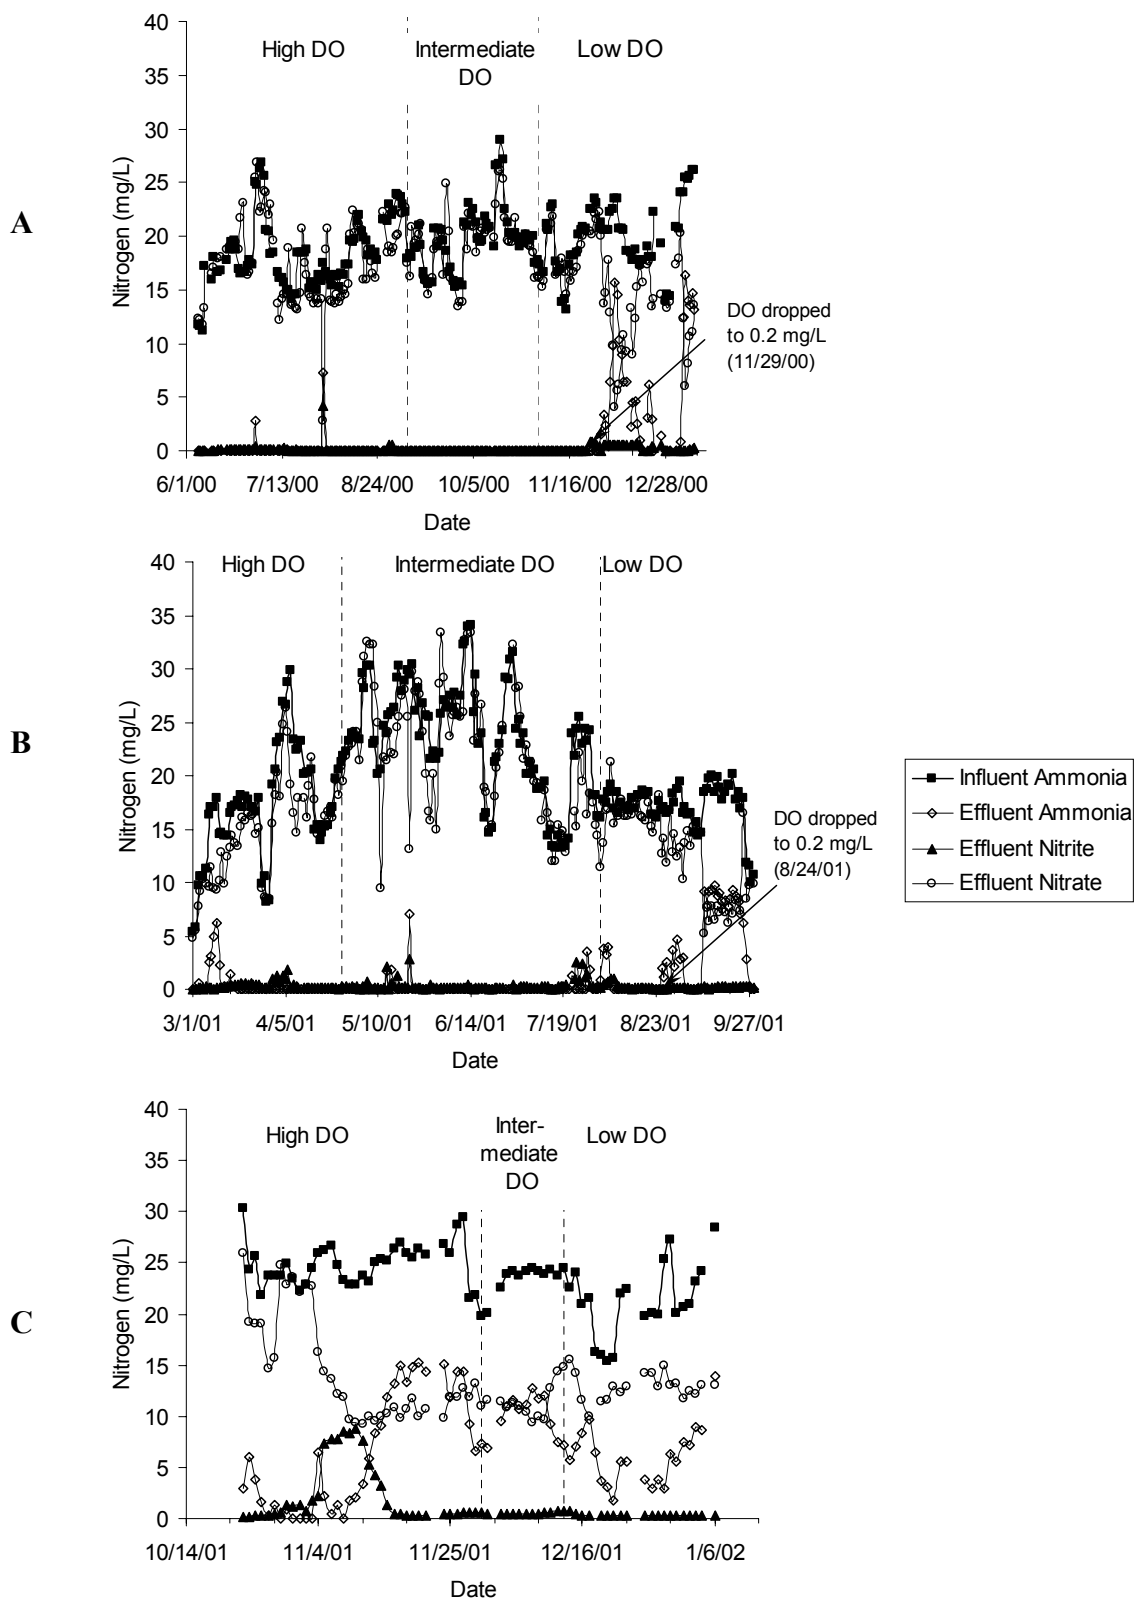 A
Nitrogen (mg/L)
40
35
30
25
20
15
10
5
0
High DO
Intermediate
DO
Low DO
DO dropped
to 0.2 mg/L
(11/29/00)
6/1/00 7/13/00 8/24/00 10/5/00 11/16/00 12/28/00
Date
B
Nitrogen (mg/L)
40
35
30
25
20
15
10
5
0
High DO
Intermediate DO
Low DO
DO dropped
to 0.2 mg/L
(8/24/01)
3/1/01 4/5/01 5/10/01 6/14/01 7/19/01 8/23/01 9/27/01
Date
Influent Ammonia
Effluent Ammonia
Effluent Nitrite
Effluent Nitrate
C
Nitrogen (mg/L)
40
35
30
25
20
15
10
5
0
High DO
Inter-
mediate
DO
Low DO
10/14/01 11/4/01 11/25/01 12/16/01 1/6/02
Date